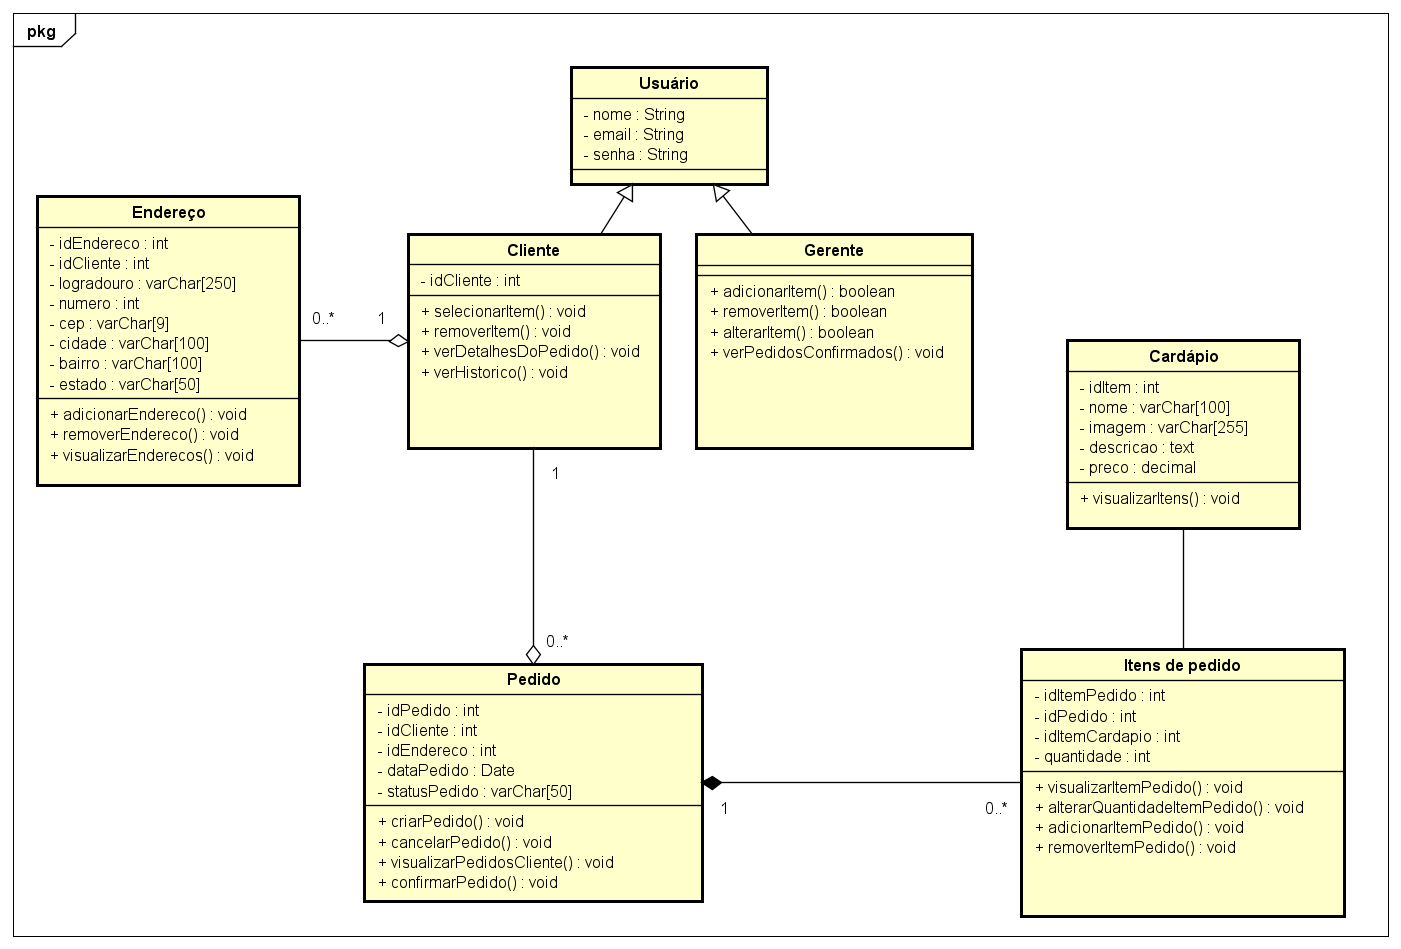 pkg
Usuário
- nome : String
- email : String
- senha : String
Endereço
- idEndereco : int
- idCliente : int
- logradouro : varChar[250]
- numero : int
- cep : varChar[9]
- cidade : varChar[100]
- bairro : varChar[100]
- estado : varChar[50]
+ adicionarEndereco() : void
+ removerEndereco() : void
+ visualizarEnderecos() : void
0..*
1
Cliente
- idCliente : int
+ selecionarItem() : void
+ removerItem() : void
+ verDetalhesDoPedido() : void
+ verHistorico() : void
Gerente
+ adicionarItem() : boolean
+ removerItem() : boolean
+ alterarItem() : boolean
+ verPedidosConfirmados() : void
Cardápio
- idItem : int
- nome : varChar[100]
- imagem : varChar[255]
- descricao : text
- preco : decimal
+ visualizarItens() : void
1
0..*
Pedido
- idPedido : int
- idCliente : int
- idEndereco : int
- dataPedido : Date
- statusPedido : varChar[50]
+ criarPedido() : void
+ cancelarPedido() : void
+ visualizarPedidosCliente() : void
+ confirmarPedido() : void
1
0..*
Itens de pedido
- idItemPedido : int
- idPedido : int
- idItemCardapio : int
- quantidade : int
+ visualizarItemPedido() : void
+ alterarQuantidadeItemPedido() : void
+ adicionarItemPedido() : void
+ removerItemPedido() : void